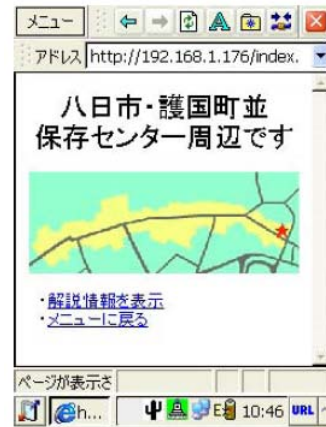 メニュー
アドレス http://192.168.1.176/index.
八日市・護国町並
保存センター周辺です
・解説情報を表示
・メニューに戻る
ページが表示さ
h... 10:46 URL